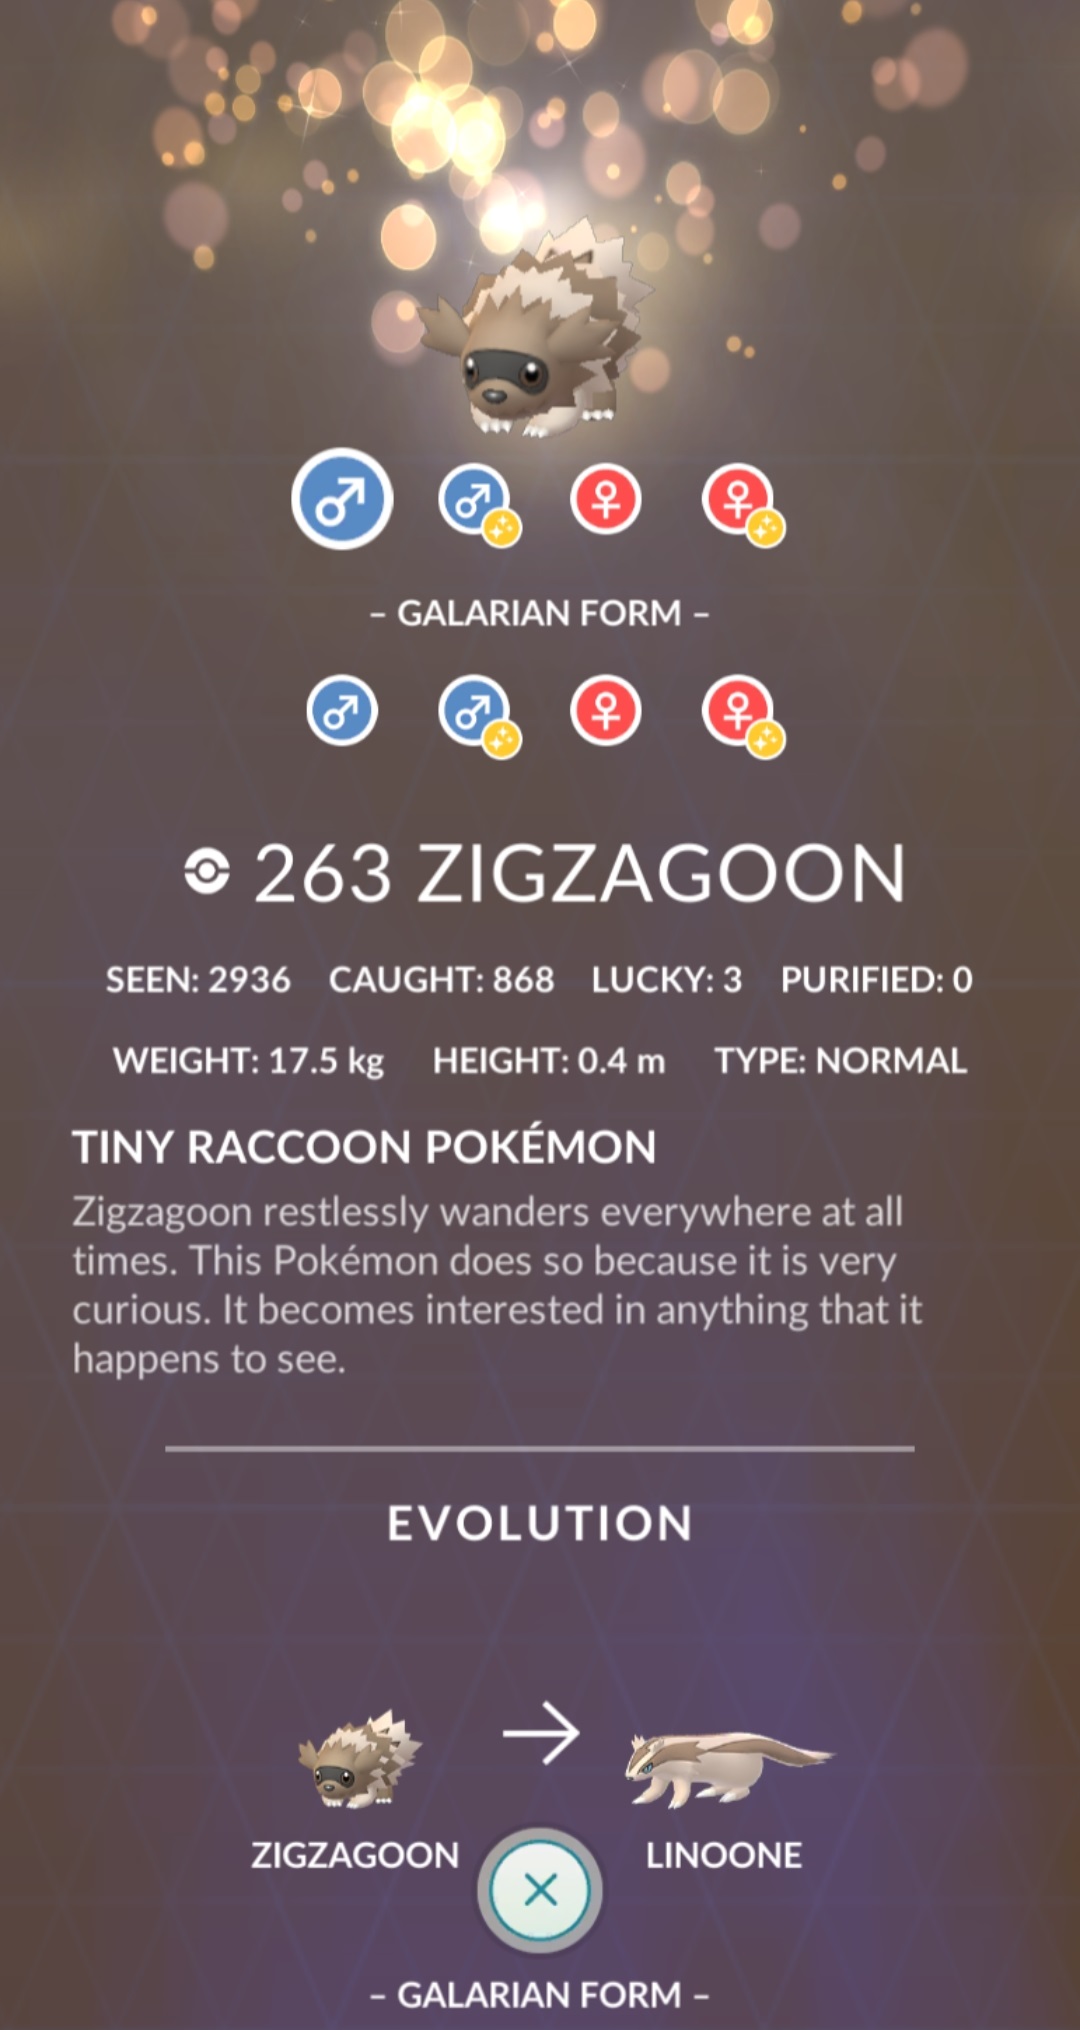 – GALARIAN FORM –
263 ZIGZAGOON
SEEN: 2936 CAUGHT: 868 LUCKY: 3 PURIFIED: 0
WEIGHT: 17.5 kg HEIGHT: 0.4 m TYPE: NORMAL
TINY RACCOON POKÉMON
Zigzagoon restlessly wanders everywhere at all
times. This Pokémon does so because it is very
curious. It becomes interested in anything that it
happens to see.
EVOLUTION
ZIGZAGOON LINOONE
– GALARIAN FORM –